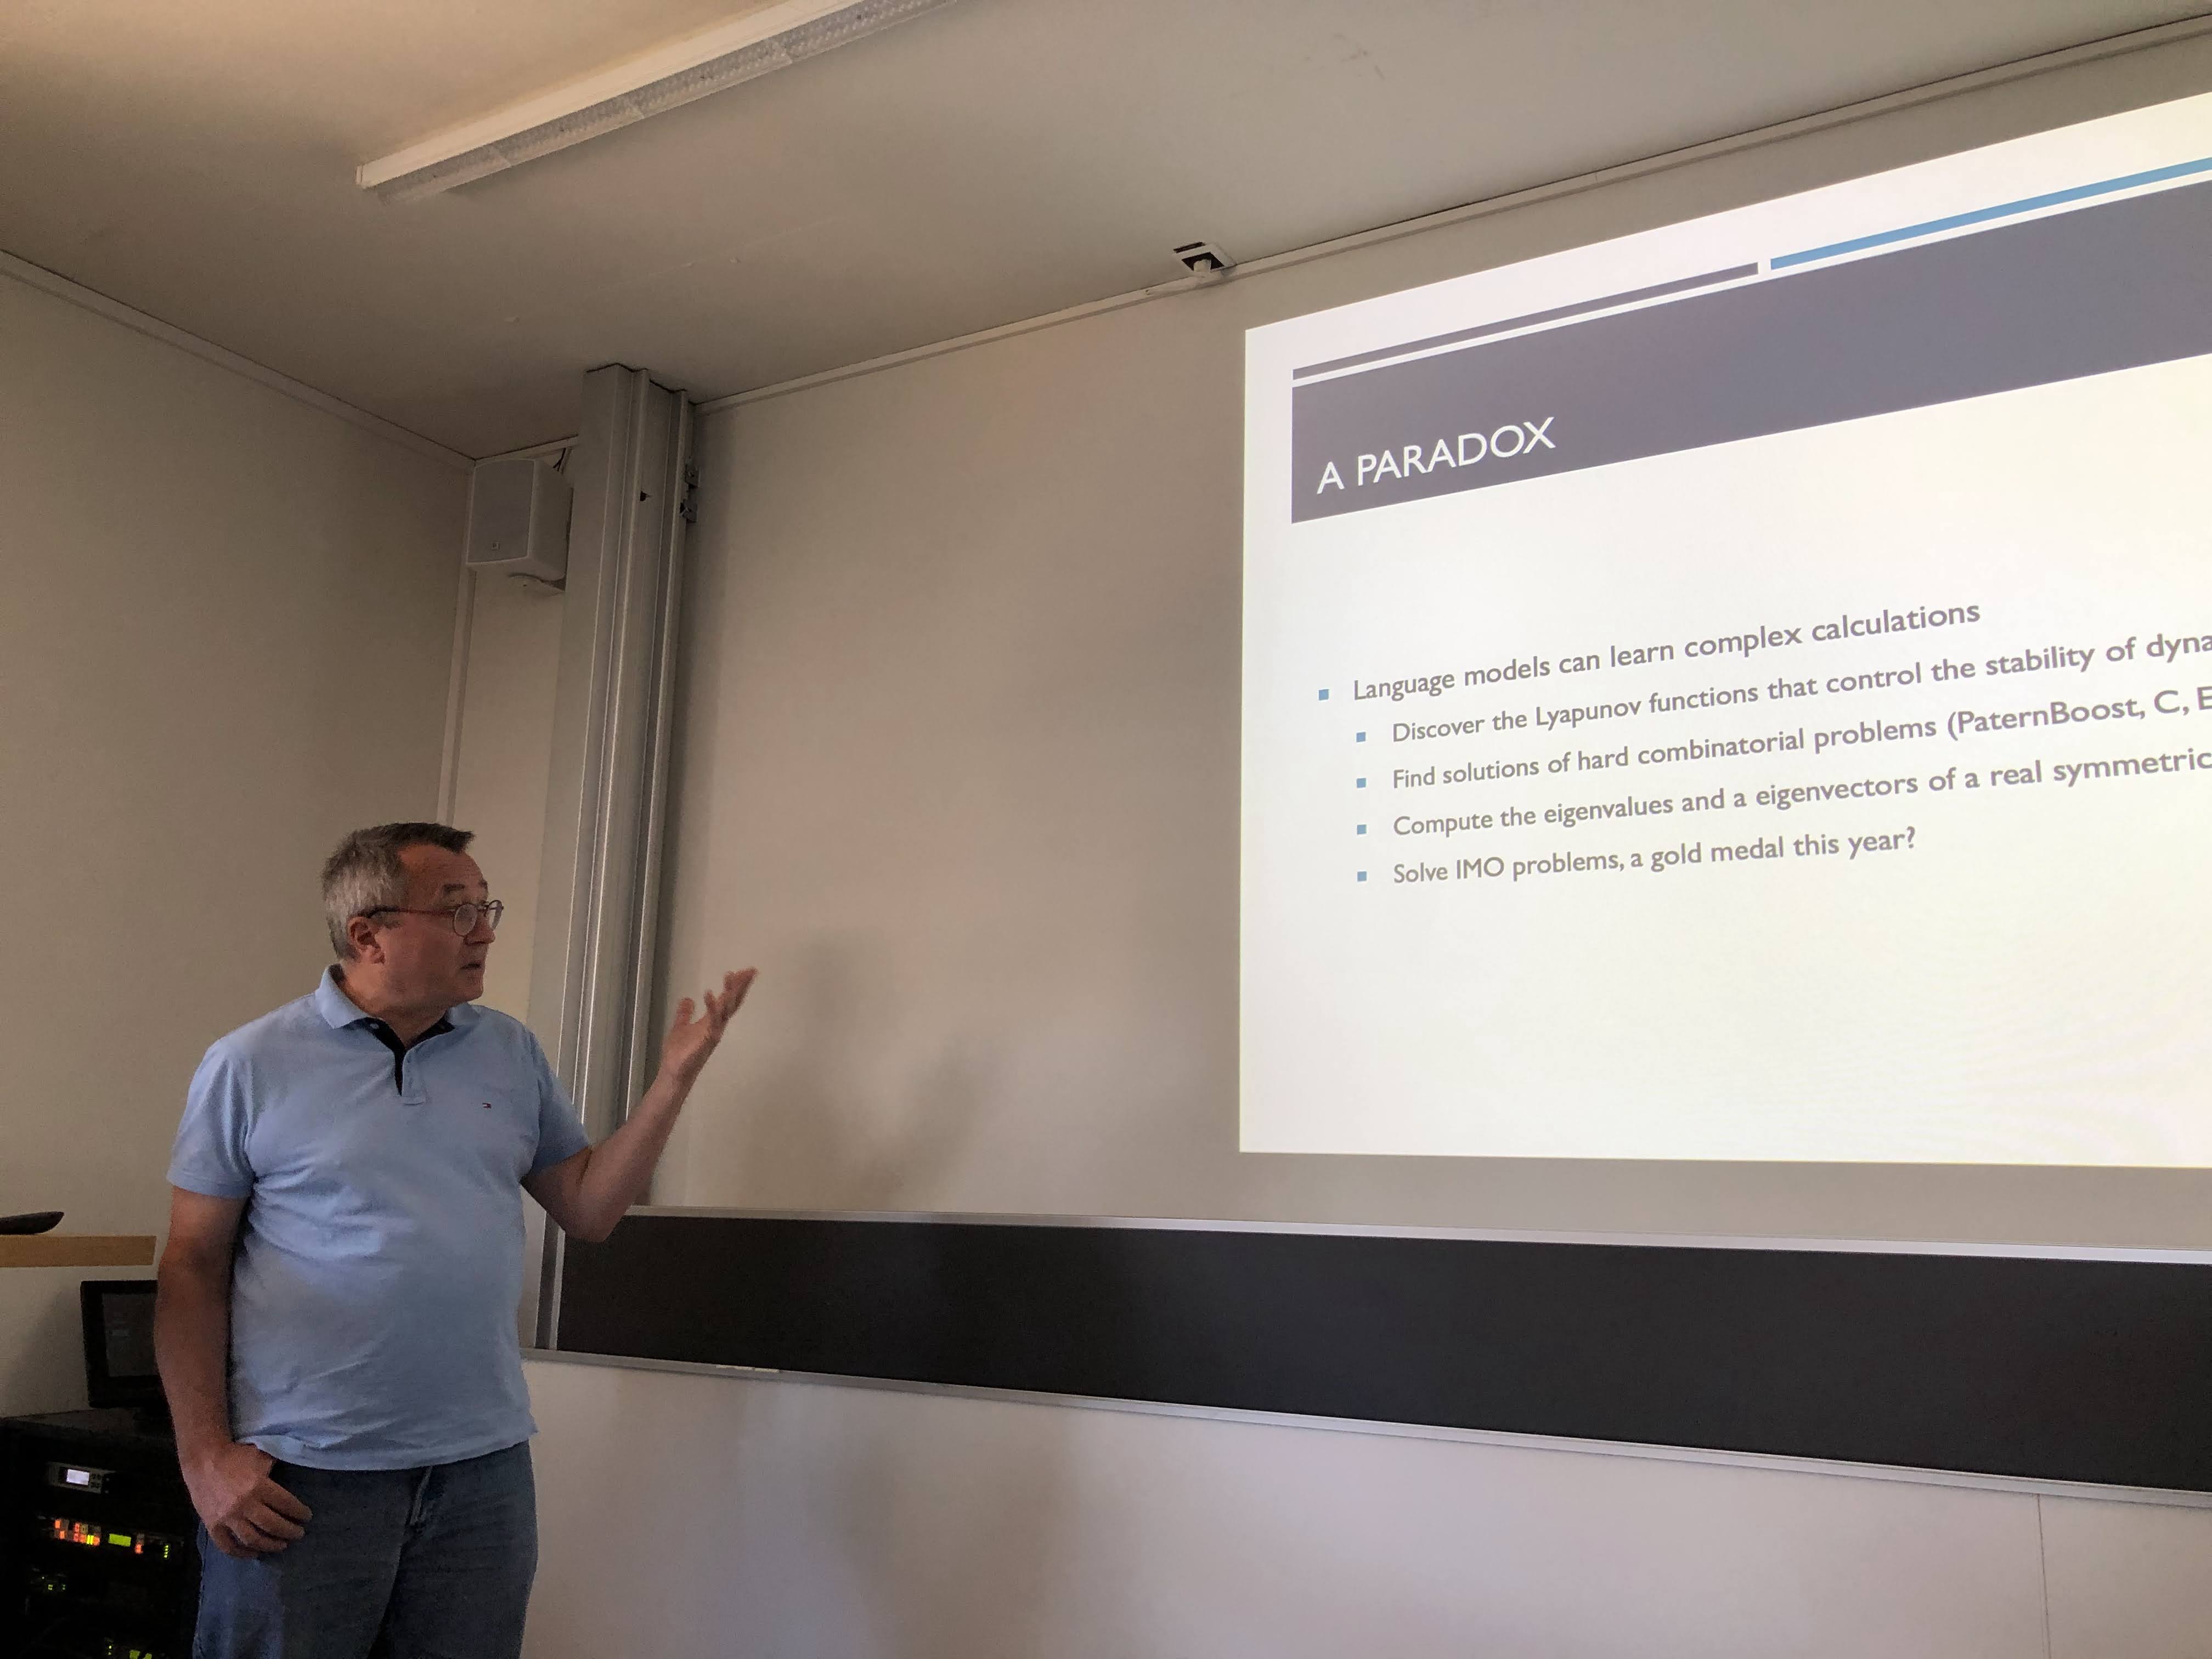 A PARADOX
Language models can learn complex calculations
Discover the Lyapunov functions that control the stability of dyna
Find solutions of hard combinatorial problems (PaternBoost, C, E
Compute the eigenvalues and a eigenvectors of a real symmetric
Solve IMO problems, a gold medal this year?